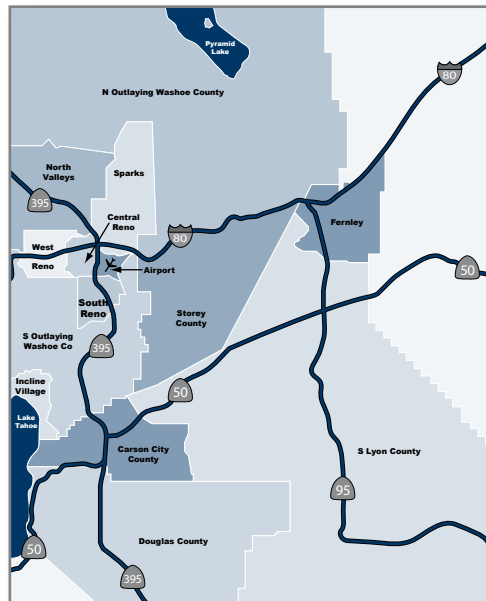 Pyramid
Lake
80
N Outlaying Washoe County
North
Valleys
Sparks
395
Central
Reno
Fernley
West
Reno
80
Airport
50
South
Reno
Storey
County
S Outlaying
Washoe Co
395
Incline
Village
50
Lake
Tahoe
Carson City
County
S Lyon County
95
Douglas County
50
395